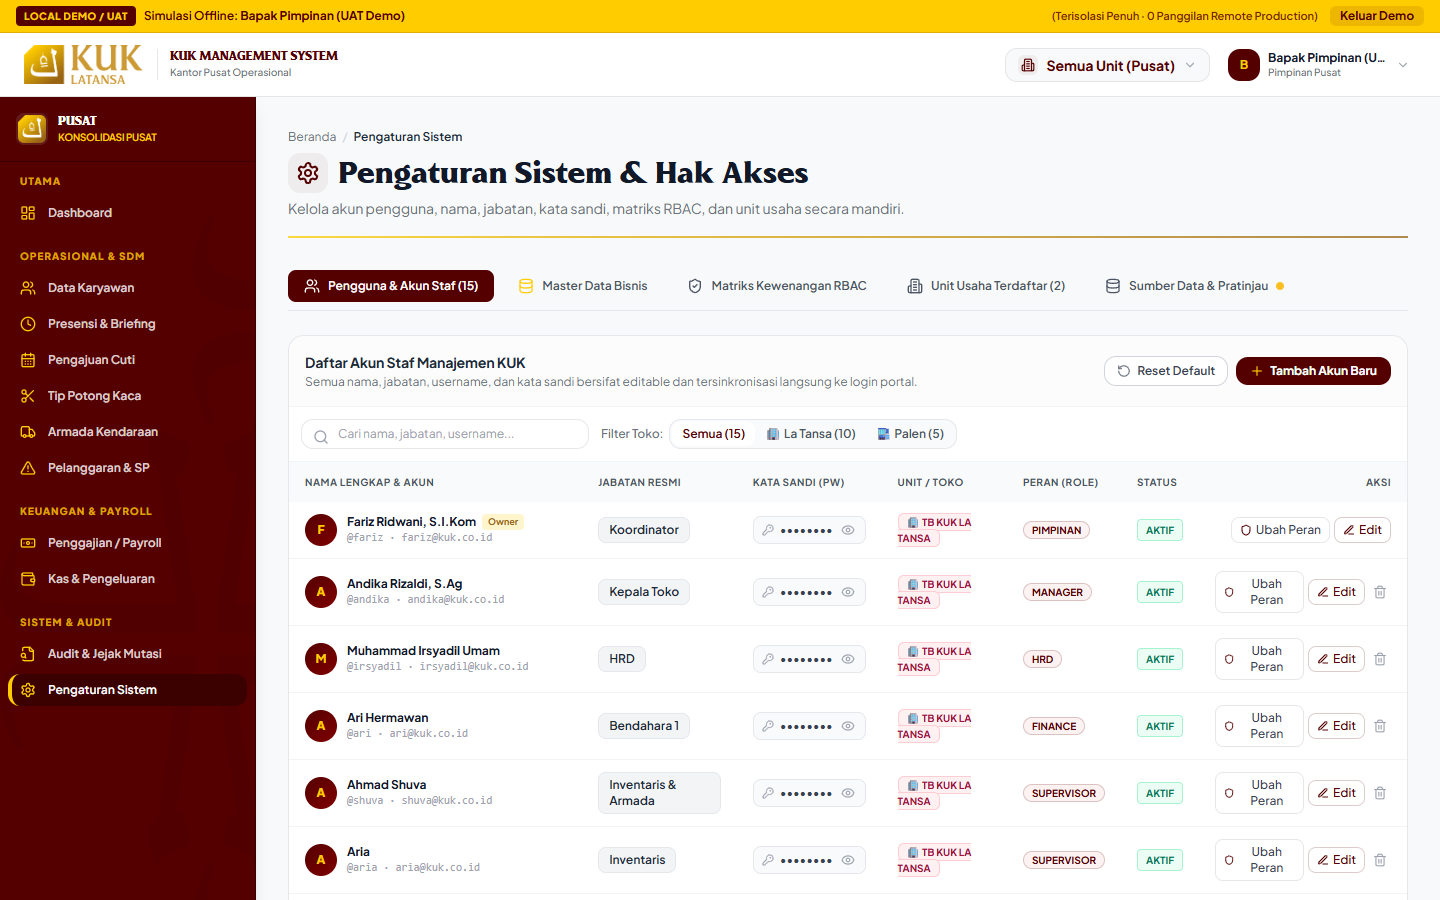 LOCAL DEMO / UAT Simulasi Offline: Bapak Pimpinan (UAT Demo) (Terisolasi Penuh · 0 Panggilan Remote Production) Keluar Demo
KUK LATANSA
KUK MANAGEMENT SYSTEM
Kantor Pusat Operasional
Semua Unit (Pusat)
B
Bapak Pimpinan (U...
Pimpinan Pusat
PUSAT
KONSOLIDASI PUSAT
UTAMA
Dashboard
OPERASIONAL & SDM
Data Karyawan
Presensi & Briefing
Pengajuan Cuti
Tip Potong Kaca
Armada Kendaraan
Pelanggaran & SP
KEUANGAN & PAYROLL
Penggajian / Payroll
Kas & Pengeluaran
SISTEM & AUDIT
Audit & Jejak Mutasi
Pengaturan Sistem
Beranda / Pengaturan Sistem
Pengaturan Sistem & Hak Akses
Kelola akun pengguna, nama, jabatan, kata sandi, matriks RBAC, dan unit usaha secara mandiri.
Pengguna & Akun Staf (15) Master Data Bisnis Matriks Kewenangan RBAC Unit Usaha Terdaftar (2) Sumber Data & Pratinjau
Daftar Akun Staf Manajemen KUK
Semua nama, jabatan, username, dan kata sandi bersifat editable dan tersinkronisasi langsung ke login portal.
Reset Default + Tambah Akun Baru
Cari nama, jabatan, username... Filter Toko: Semua (15) La Tansa (10) Palen (5)
NAMA LENGKAP & AKUN JABATAN RESMI KATA SANDI (PW) UNIT / TOKO PERAN (ROLE) STATUS AKSI
F Fariz Ridwani, S.I.Kom Owner
@fariz · fariz@kuk.co.id
Koordinator •••••••• TB KUK LA TANSA PIMPINAN AKTIF Ubah Peran Edit
A Andika Rizaldi, S.Ag
@andika · andika@kuk.co.id
Kepala Toko •••••••• TB KUK LA TANSA MANAGER AKTIF Ubah Peran Edit
M Muhammad Irsyadil Umam
@irsyadil · irsyadil@kuk.co.id
HRD •••••••• TB KUK LA TANSA HRD AKTIF Ubah Peran Edit
A Ari Hermawan
@ari · ari@kuk.co.id
Bendahara 1 •••••••• TB KUK LA TANSA FINANCE AKTIF Ubah Peran Edit
A Ahmad Shuva
@shuva · shuva@kuk.co.id
Inventaris & Armada •••••••• TB KUK LA TANSA SUPERVISOR AKTIF Ubah Peran Edit
A Aria
@aria · aria@kuk.co.id
Inventaris •••••••• TB KUK LA TANSA SUPERVISOR AKTIF Ubah Peran Edit